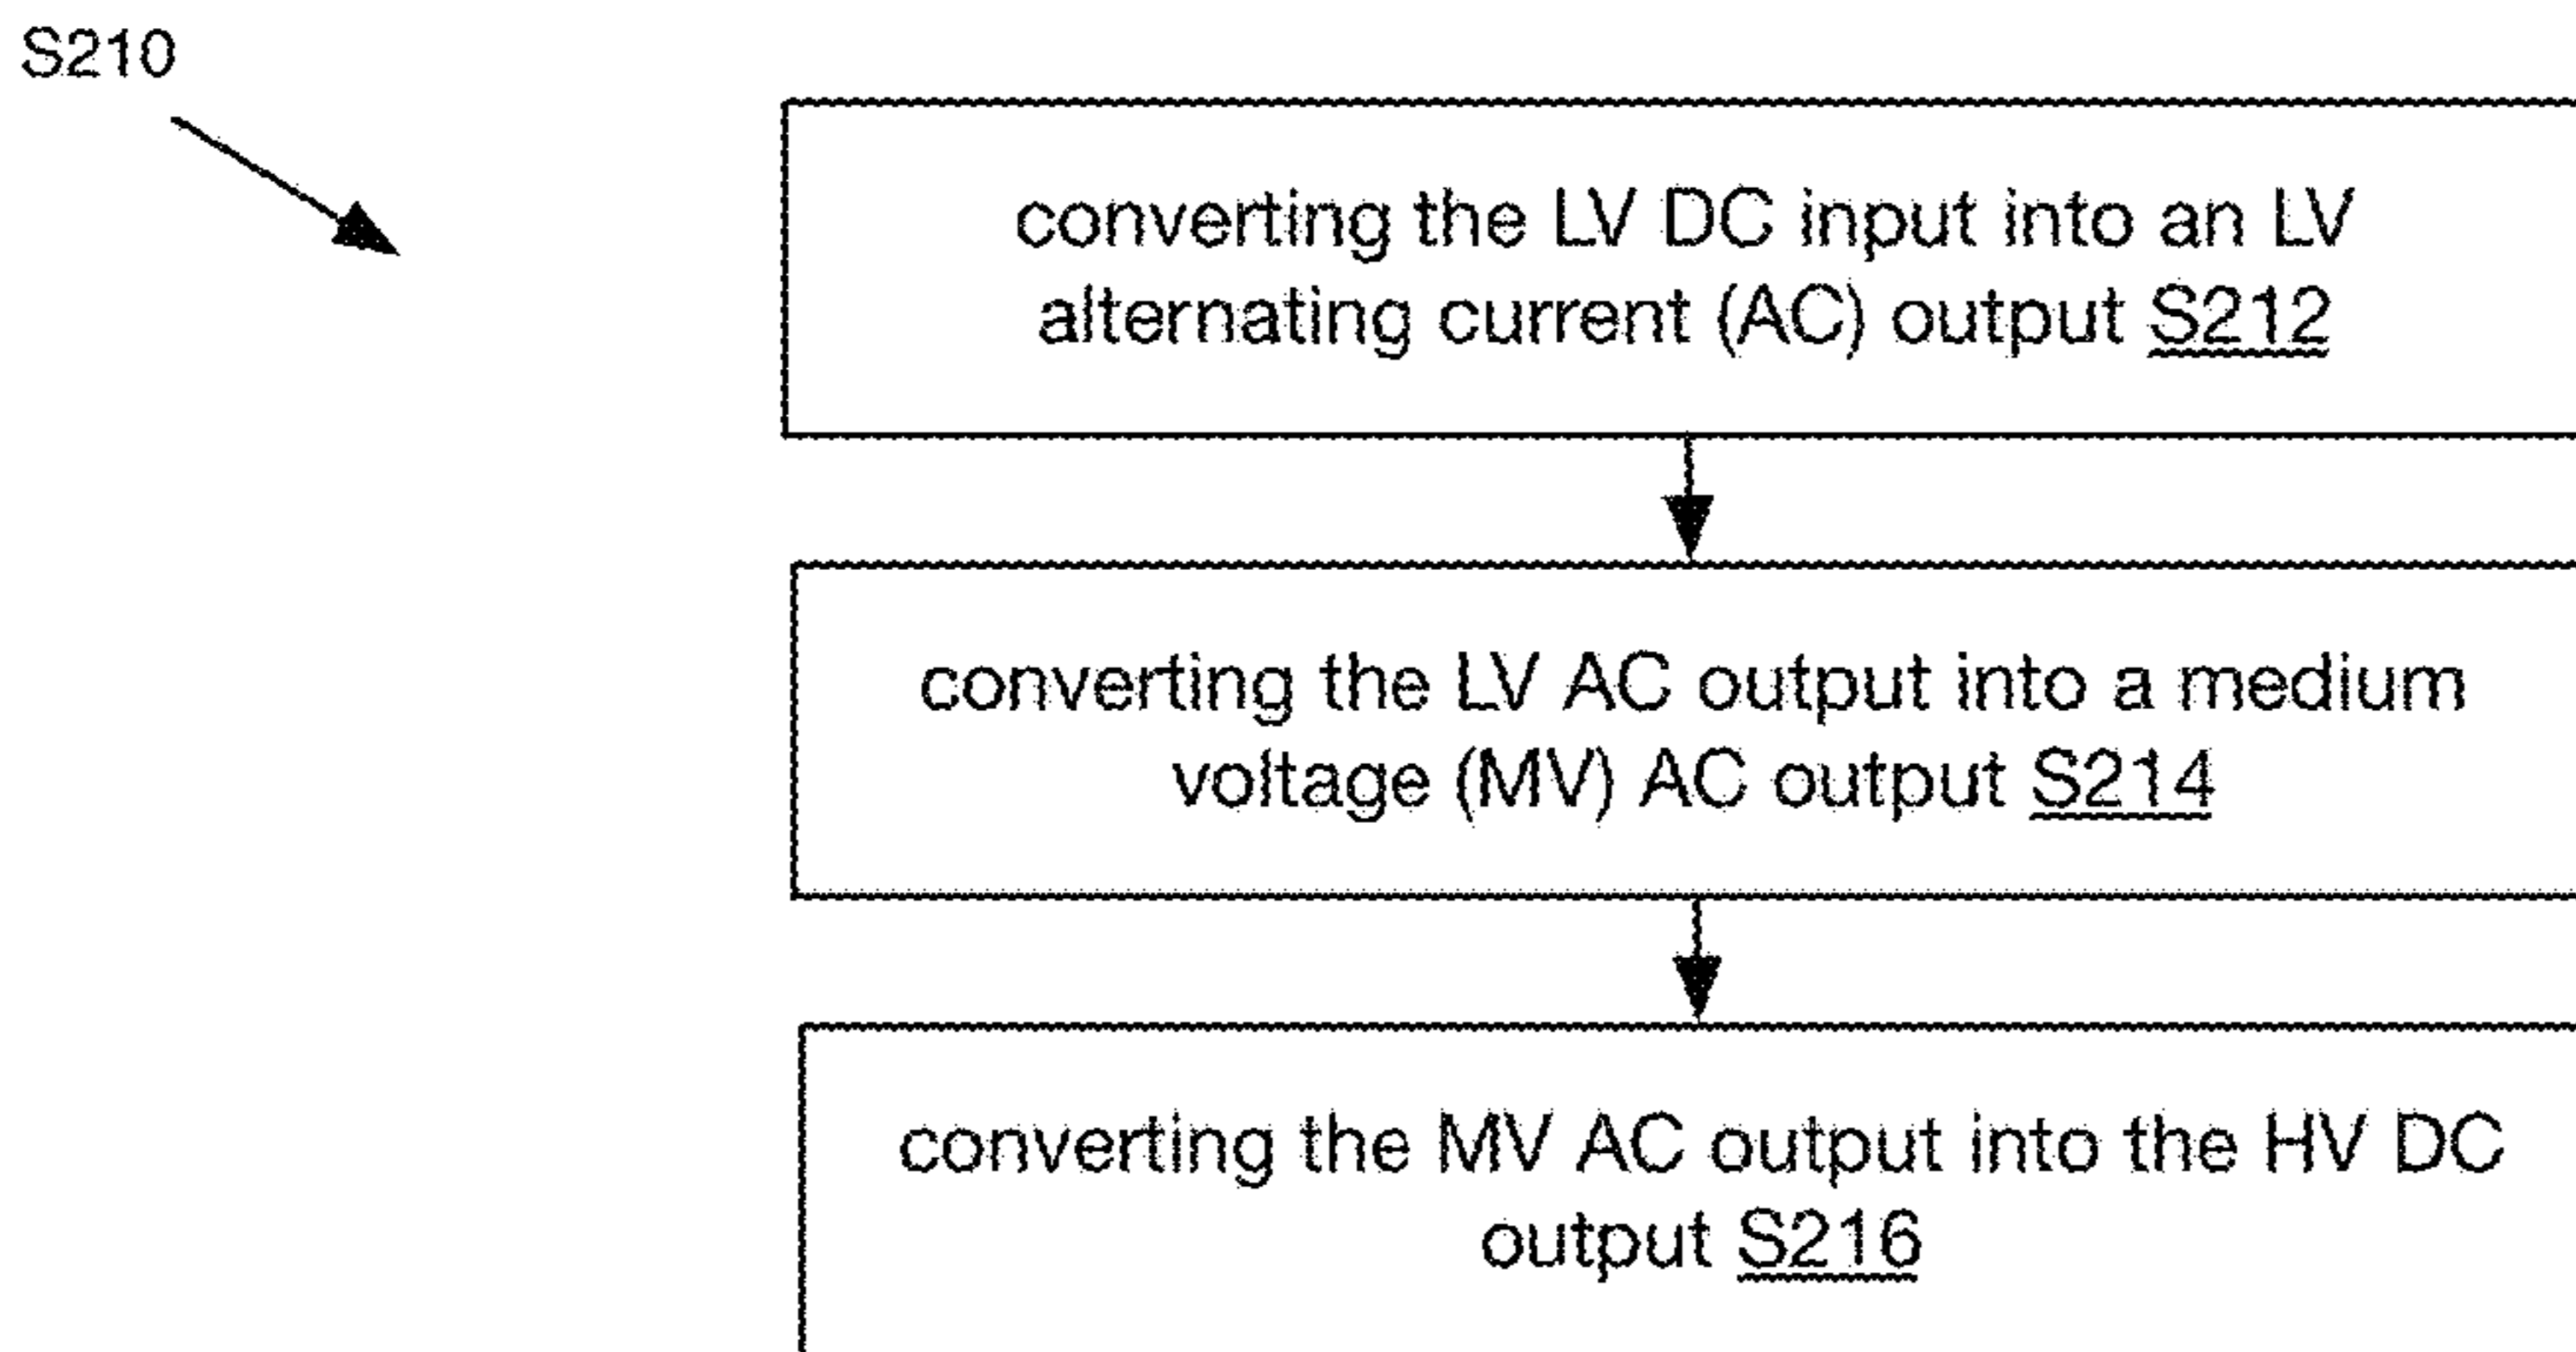 S210
converting the LV DC input into an LV
alternating current (AC) output S212
converting the LV AC output into a medium
voltage (MV) AC output S214
converting the MV AC output into the HV DC
output S216